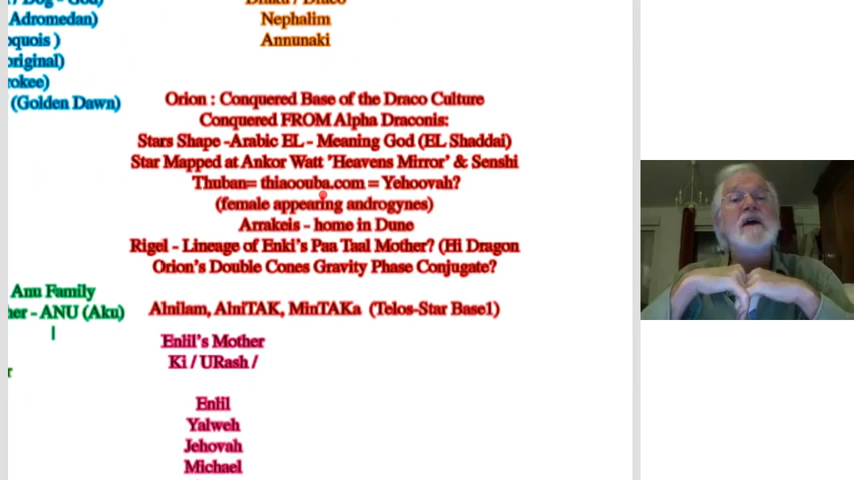 Adromedan)
Nephalim
Annunaki
(Golden Dawn)
Orion : Conquered Base of the Draco Culture
Conquered FROM Alpha Draconis:
Stars Shape -Arabic EL - Meaning God (EL Shaddai)
Star Mapped at Ankor Watt 'Heavens Mirror' & Senshi
Thuban= thiaoouba.com = Yehoovah?
(female appearing androgynes)
Arrakeis - home in Dune
Rigel - Lineage of Enki's Paa Taal Mother? (Hi Dragon
Orion's Double Cones Gravity Phase Conjugate?
Anu Family
- ANU (Aku)
|
Alnilam, AlniTAK, MinTAKa (Telos-Star Base1)
Enlil's Mother
Ki / URash /
Enlil
Yalweh
Jehovah
Michael